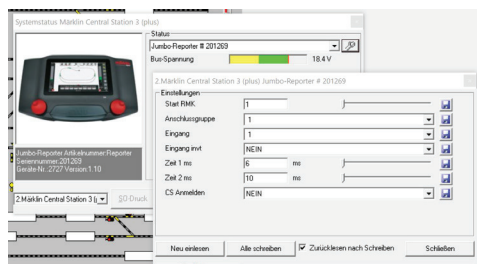 Systemstatus Märklin Central Station 3 (plus)
Status
Jumbo-Reporter # 201269
Bus-Spannung 18.4 V
Jumbo-Reporter Artikelnummer:Reporter
Seriennummer:201269
Geräte-Nr.:2727 Version:1.10
2.Märklin Central Station 3 (
SO Druck
2.Märklin Central Station 3 (plus) Jumbo-Reporter # 201269
Einstellungen
Start RMK 1
Anschlussgruppe 1
Eingang 1
Eingang invt NEIN
Zeit 1 ms 6 ms
Zeit 2 ms 10 ms
CS Anmelden NEIN
Neu einlesen Alle schreiben Zurücklesen nach Schreiben Schließen